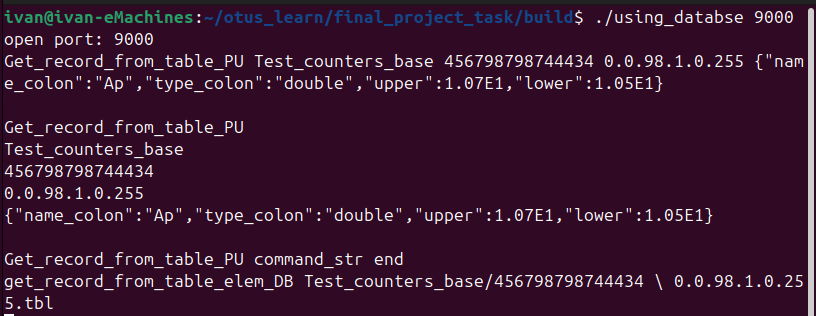 ivan@ivan-eMachines:~/otus_learn/final_project_task/build$ ./using_databse 9000
open port: 9000
Get_record_from_table_PU Test_counters_base 456798798744434 0.0.98.1.0.255 {"nam
e_colon":"Ap","type_colon":"double","upper":1.07E1,"lower":1.05E1}
Get_record_from_table_PU
Test_counters_base
456798798744434
0.0.98.1.0.255
{"name_colon":"Ap","type_colon":"double","upper":1.07E1,"lower":1.05E1}
Get_record_from_table_PU command_str end
get_record_from_table_elem_DB Test_counters_base/456798798744434 \ 0.0.98.1.0.25
5.tbl